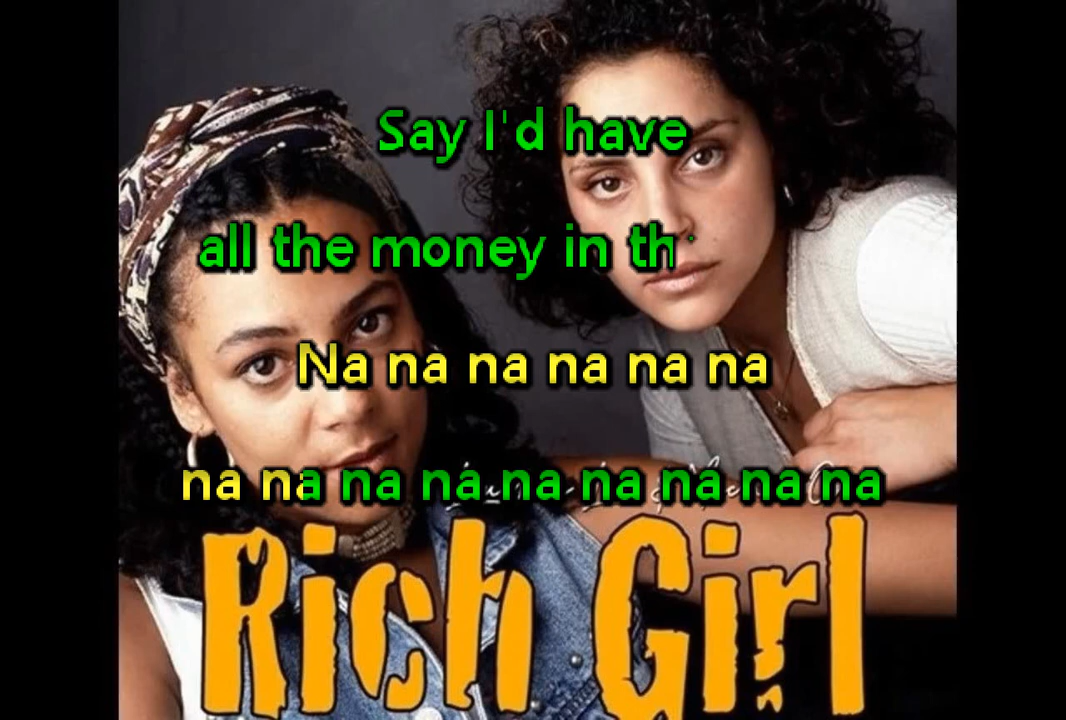 Say I'd have
all the money in th
Na na na na na na
na na na na na na na na na
Rich Girl